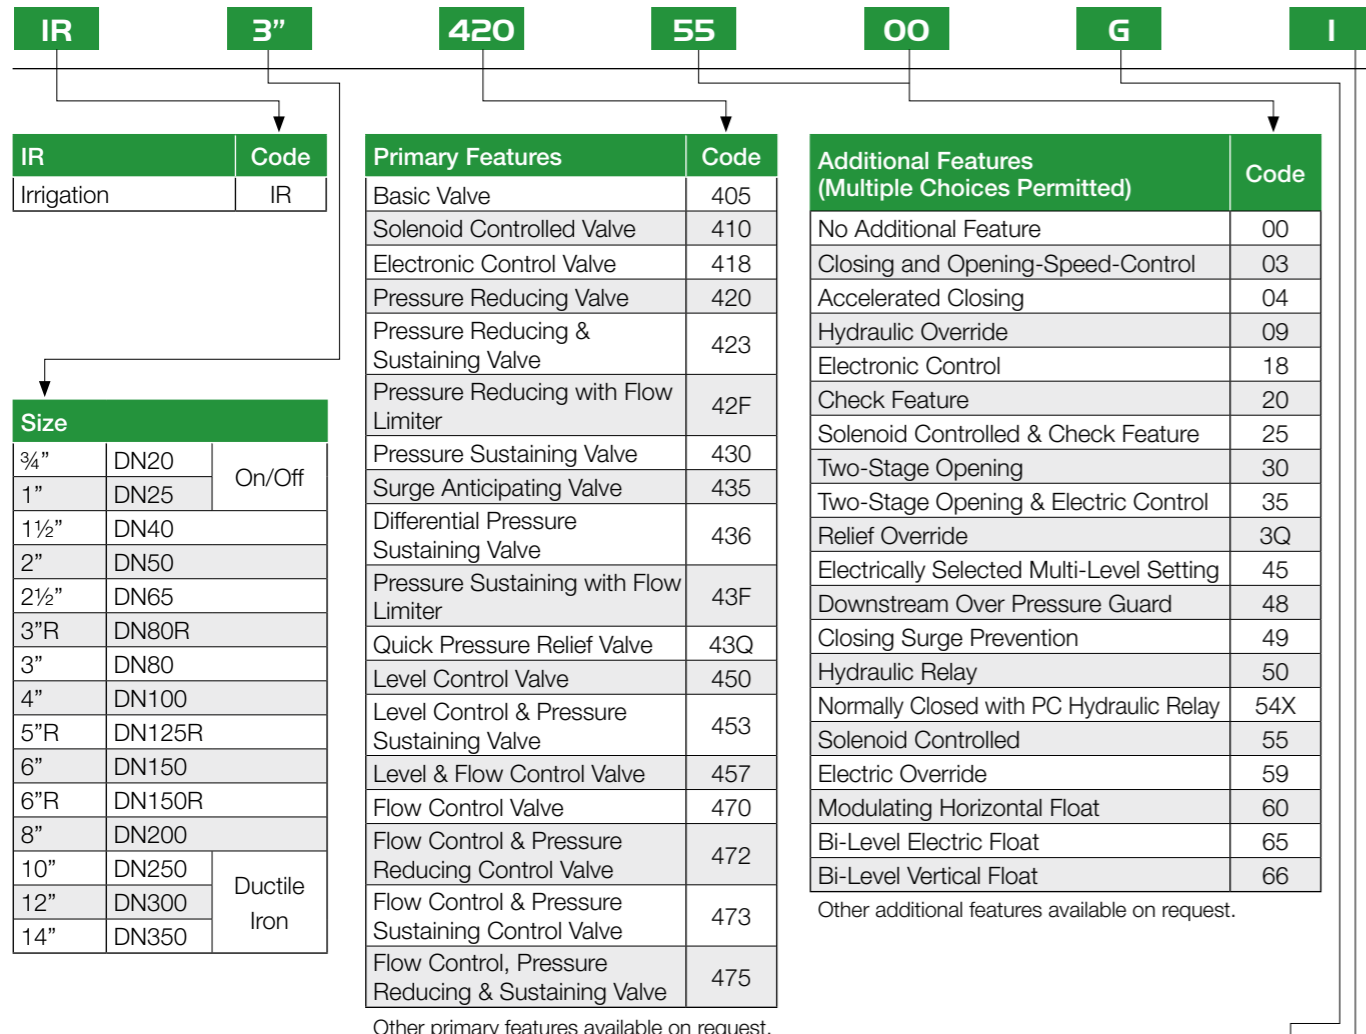 IR 3” 420 55 00 G I
IR Code
Irrigation IR
Size
¾” DN20 On/Off
1” DN25
1½” DN40
2” DN50
2½” DN65
3”R DN80R
3” DN80
4” DN100
5”R DN125R
6” DN150
6”R DN150R
8” DN200
10” DN250 Ductile
12” DN300 Iron
14” DN350
Primary Features Code
Basic Valve 405
Solenoid Controlled Valve 410
Electronic Control Valve 418
Pressure Reducing Valve 420
Pressure Reducing &
Sustaining Valve 423
Pressure Reducing with Flow
Limiter 42F
Pressure Sustaining Valve 430
Surge Anticipating Valve 435
Differential Pressure
Sustaining Valve 436
Pressure Sustaining with Flow
Limiter 43F
Quick Pressure Relief Valve 43Q
Level Control Valve 450
Level Control & Pressure
Sustaining Valve 453
Level & Flow Control Valve 457
Flow Control Valve 470
Flow Control & Pressure
Reducing Control Valve 472
Flow Control & Pressure
Sustaining Control Valve 473
Flow Control, Pressure
Reducing & Sustaining Valve 475
Other primary features available on request.
Additional Features
(Multiple Choices Permitted) Code
No Additional Feature 00
Closing and Opening-Speed-Control 03
Accelerated Closing 04
Hydraulic Override 09
Electronic Control 18
Check Feature 20
Solenoid Controlled & Check Feature 25
Two-Stage Opening 30
Two-Stage Opening & Electric Control 35
Relief Override 3Q
Electrically Selected Multi-Level Setting 45
Downstream Over Pressure Guard 48
Closing Surge Prevention 49
Hydraulic Relay 50
Normally Closed with PC Hydraulic Relay 54X
Solenoid Controlled 55
Electric Override 59
Modulating Horizontal Float 60
Bi-Level Electric Float 65
Bi-Level Vertical Float 66
Other additional features available on request.